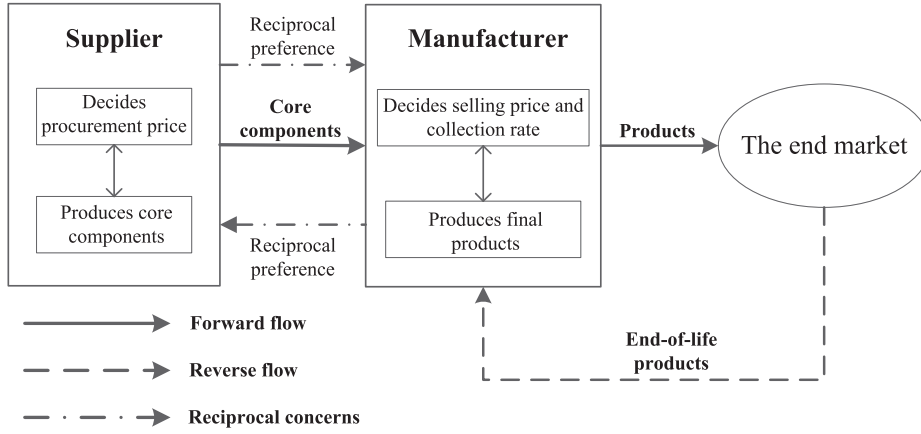 Supplier
Decides
procurement price
Produces core
components
Reciprocal
preference
Core
components
Reciprocal
preference
Manufacturer
Decides selling price and
collection rate
Produces final
products
Products
The end market
End-of-life
products
Forward flow
Reverse flow
Reciprocal concerns